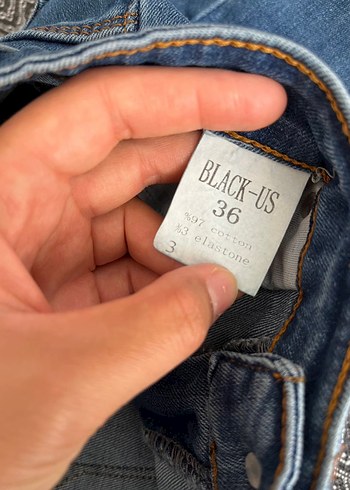 BLACK-US
36
%97 cotton
%3 elastone
3